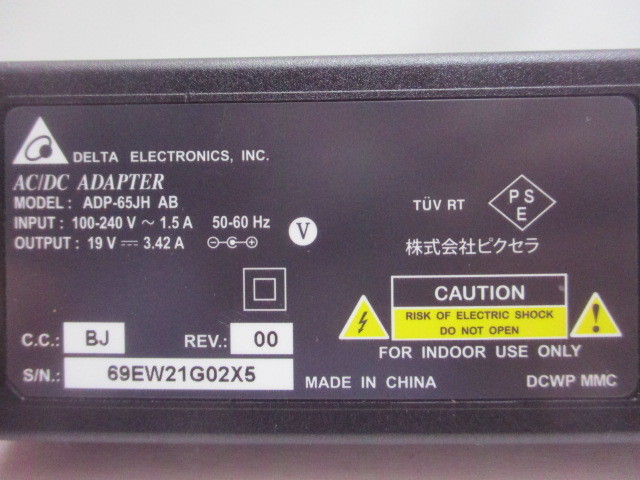 DELTA ELECTRONICS, INC.
AC/DC ADAPTER
MODEL : ADP-65JH AB
INPUT : 100-240 V ~ 1.5 A 50-60 Hz
OUTPUT : 19 V ⎓ 3.42 A
V
TÜV RT
P S
E
株式会社ピクセラ
CAUTION
RISK OF ELECTRIC SHOCK
DO NOT OPEN
FOR INDOOR USE ONLY
C.C.: BJ REV.: 00
S/N.: 69EW21G02X5
MADE IN CHINA
DCWP MMC